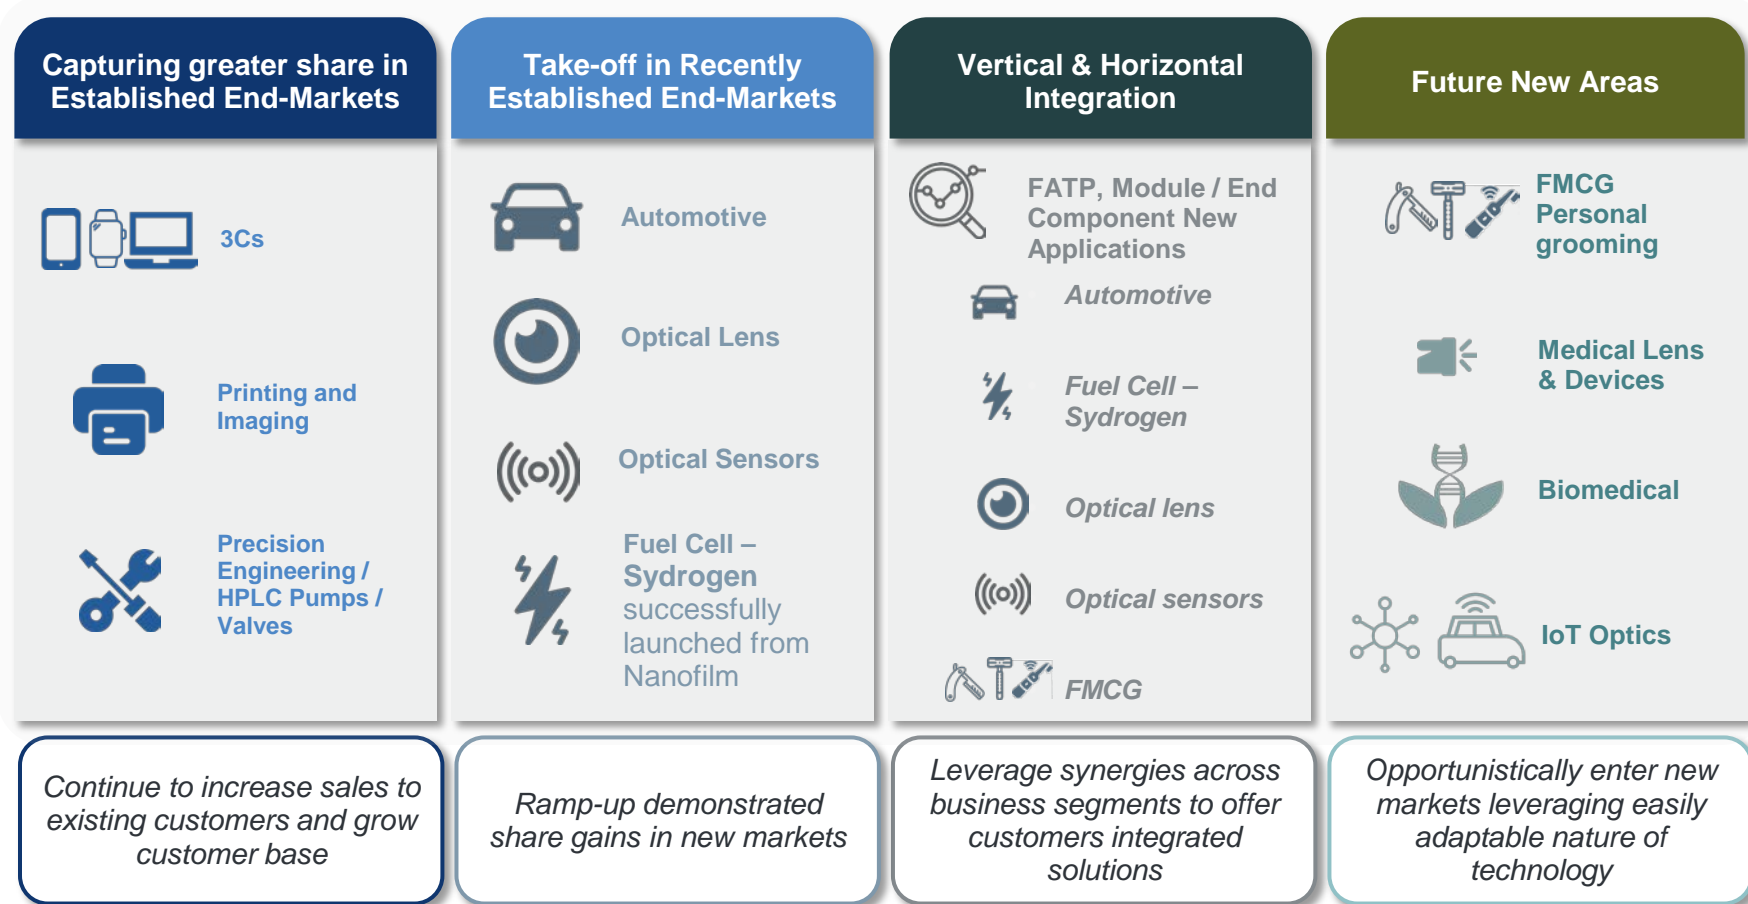 Capturing greater share in
Established End-Markets
3Cs
Printing and
Imaging
Precision
Engineering /
HPLC Pumps /
Valves
Continue to increase sales to
existing customers and grow
customer base
Take-off in Recently
Established End-Markets
Automotive
Optical Lens
Optical Sensors
Fuel Cell –
Sydrogen
successfully
launched from
Nanofilm
Ramp-up demonstrated
share gains in new markets
Vertical & Horizontal
Integration
FATP, Module / End
Component New
Applications
Automotive
Fuel Cell –
Sydrogen
Optical lens
Optical sensors
FMCG
Leverage synergies across
business segments to offer
customers integrated
solutions
Future New Areas
FMCG
Personal
grooming
Medical Lens
& Devices
Biomedical
IoT Optics
Opportunistically enter new
markets leveraging easily
adaptable nature of
technology